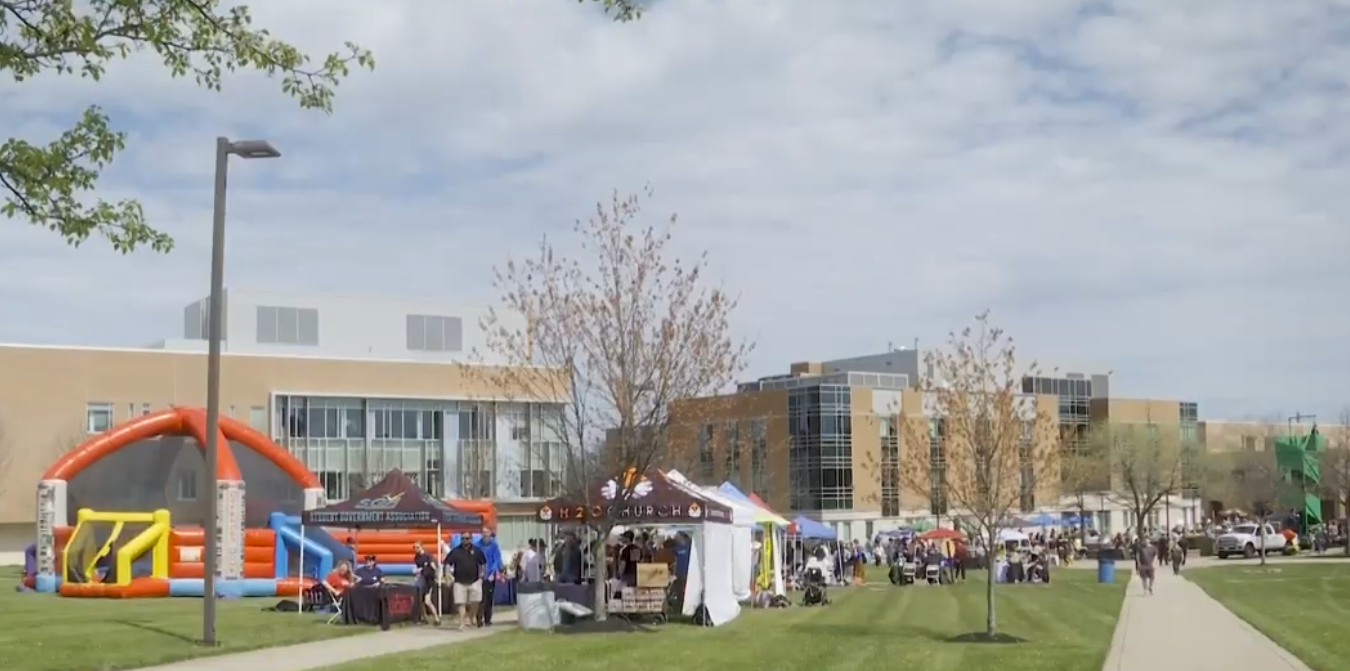 STUDENT GOVERNMENT ASSOCIATION
H2O CHURCH